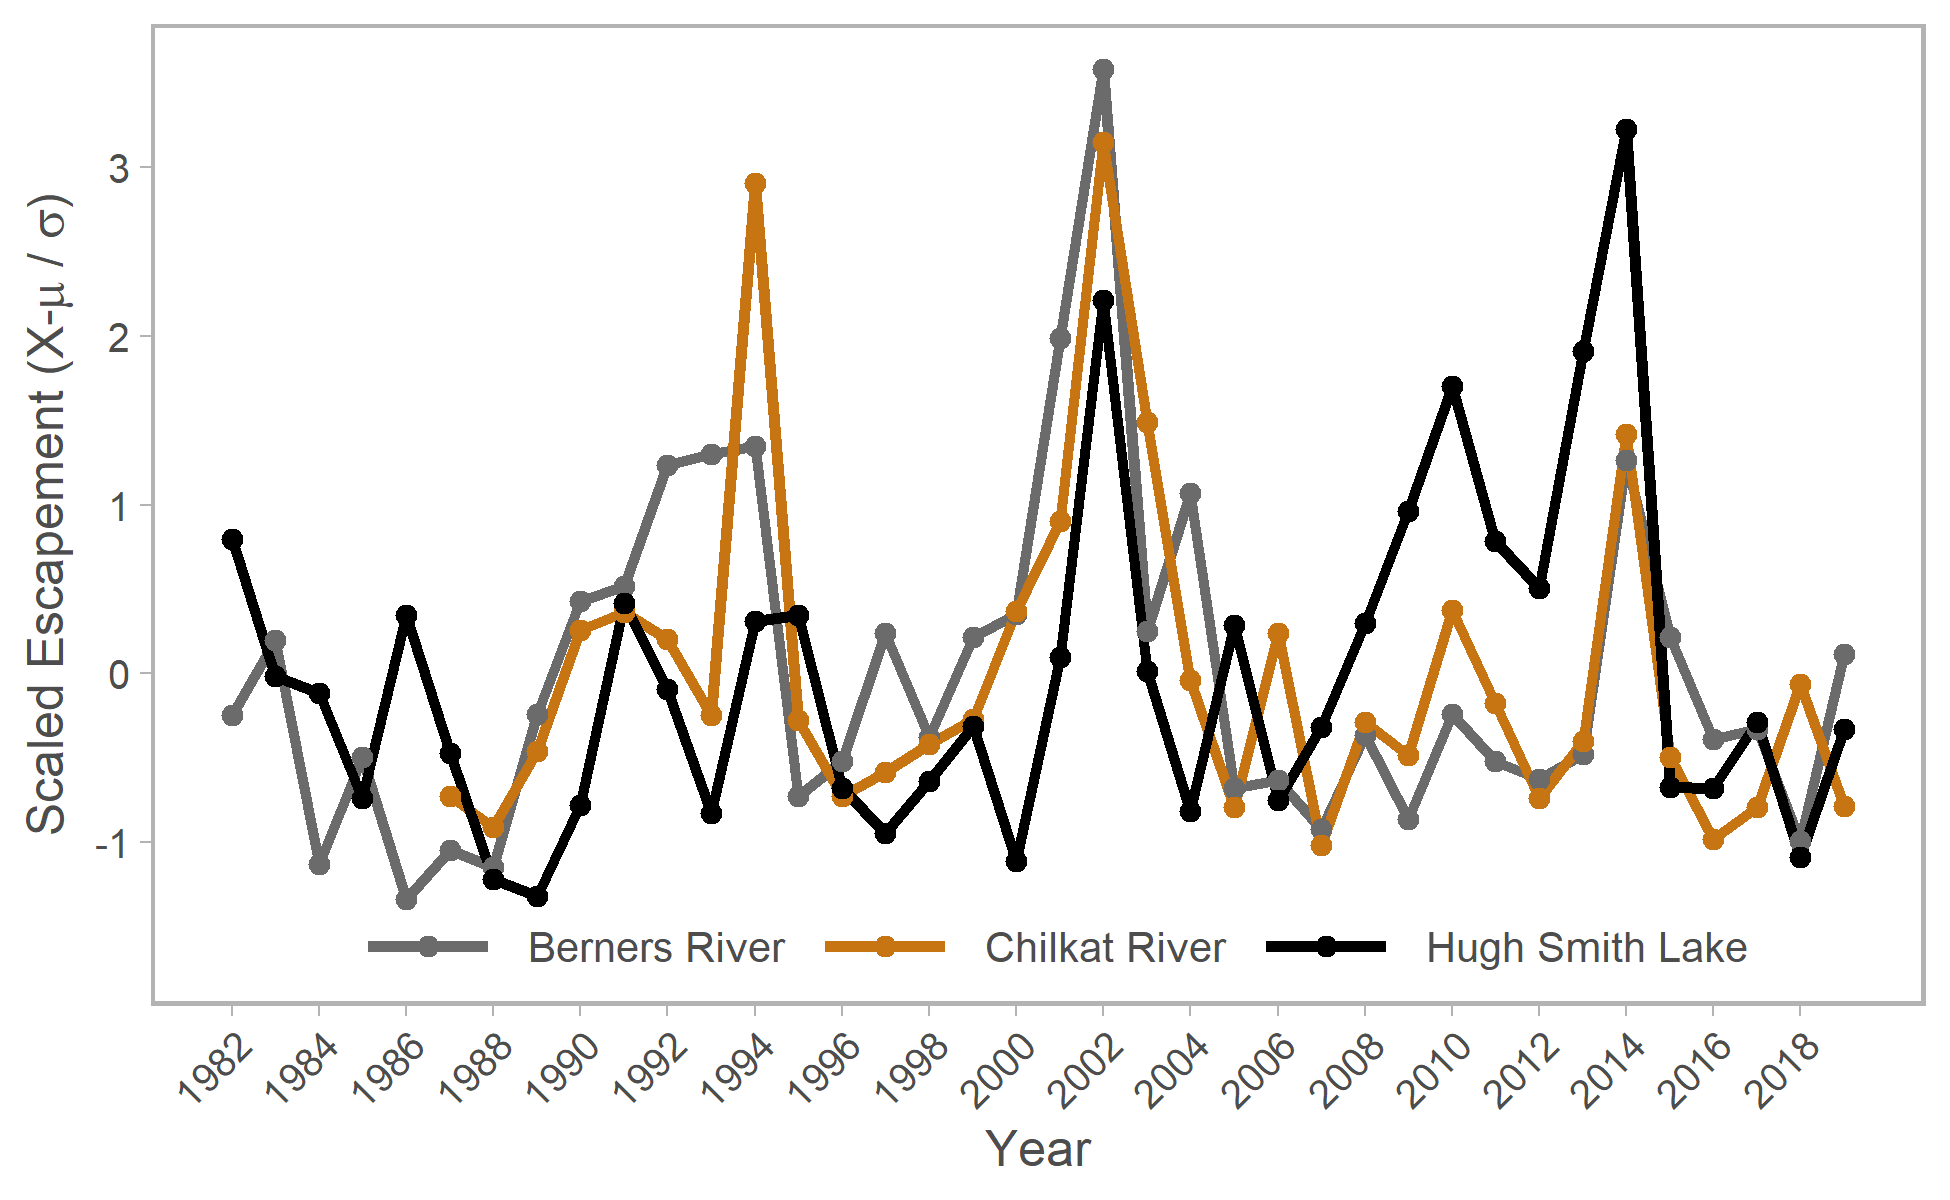 Scaled Escapement (X-μ / σ)
3
2
1
0
-1
Berners River Chilkat River Hugh Smith Lake
1982 1984 1986 1988 1990 1992 1994 1996 1998 2000 2002 2004 2006 2008 2010 2012 2014 2016 2018
Year